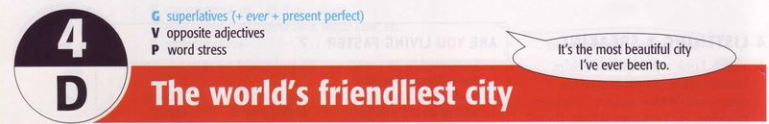 4
D
G superlatives (+ ever + present perfect)
V opposite adjectives
P word stress
It's the most beautiful city
I've ever been to.
The world's friendliest city